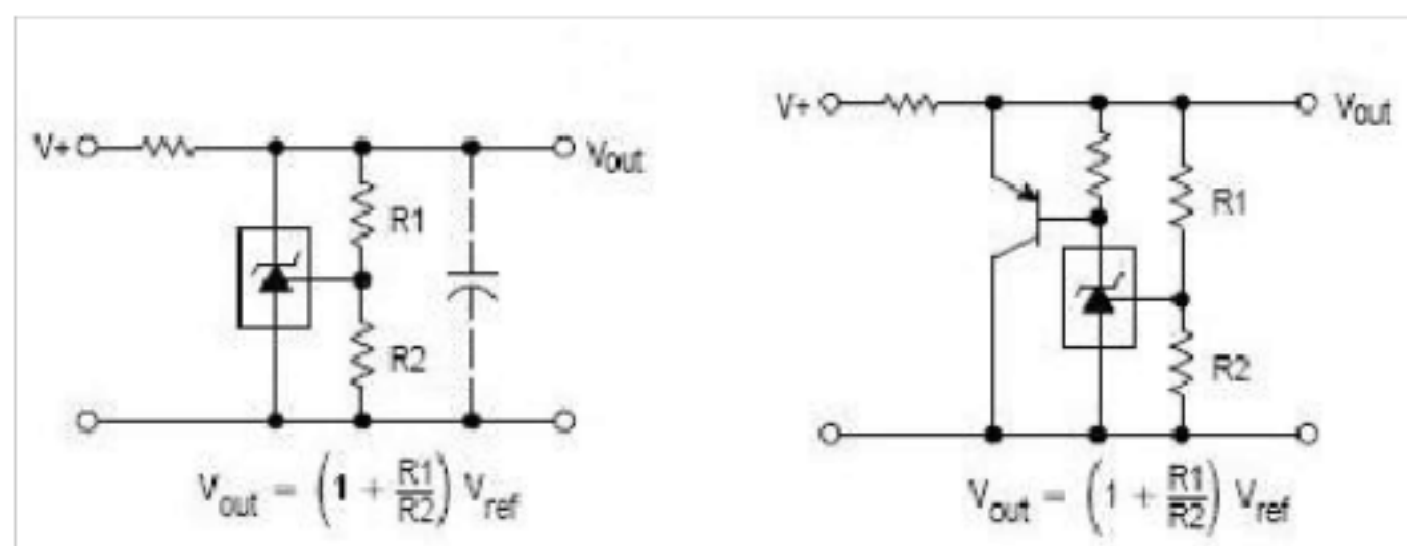 V+
Vout
R1
R2
Vout = (1 + R1/R2) Vref
V+
Vout
R1
R2
Vout = (1 + R1/R2) Vref